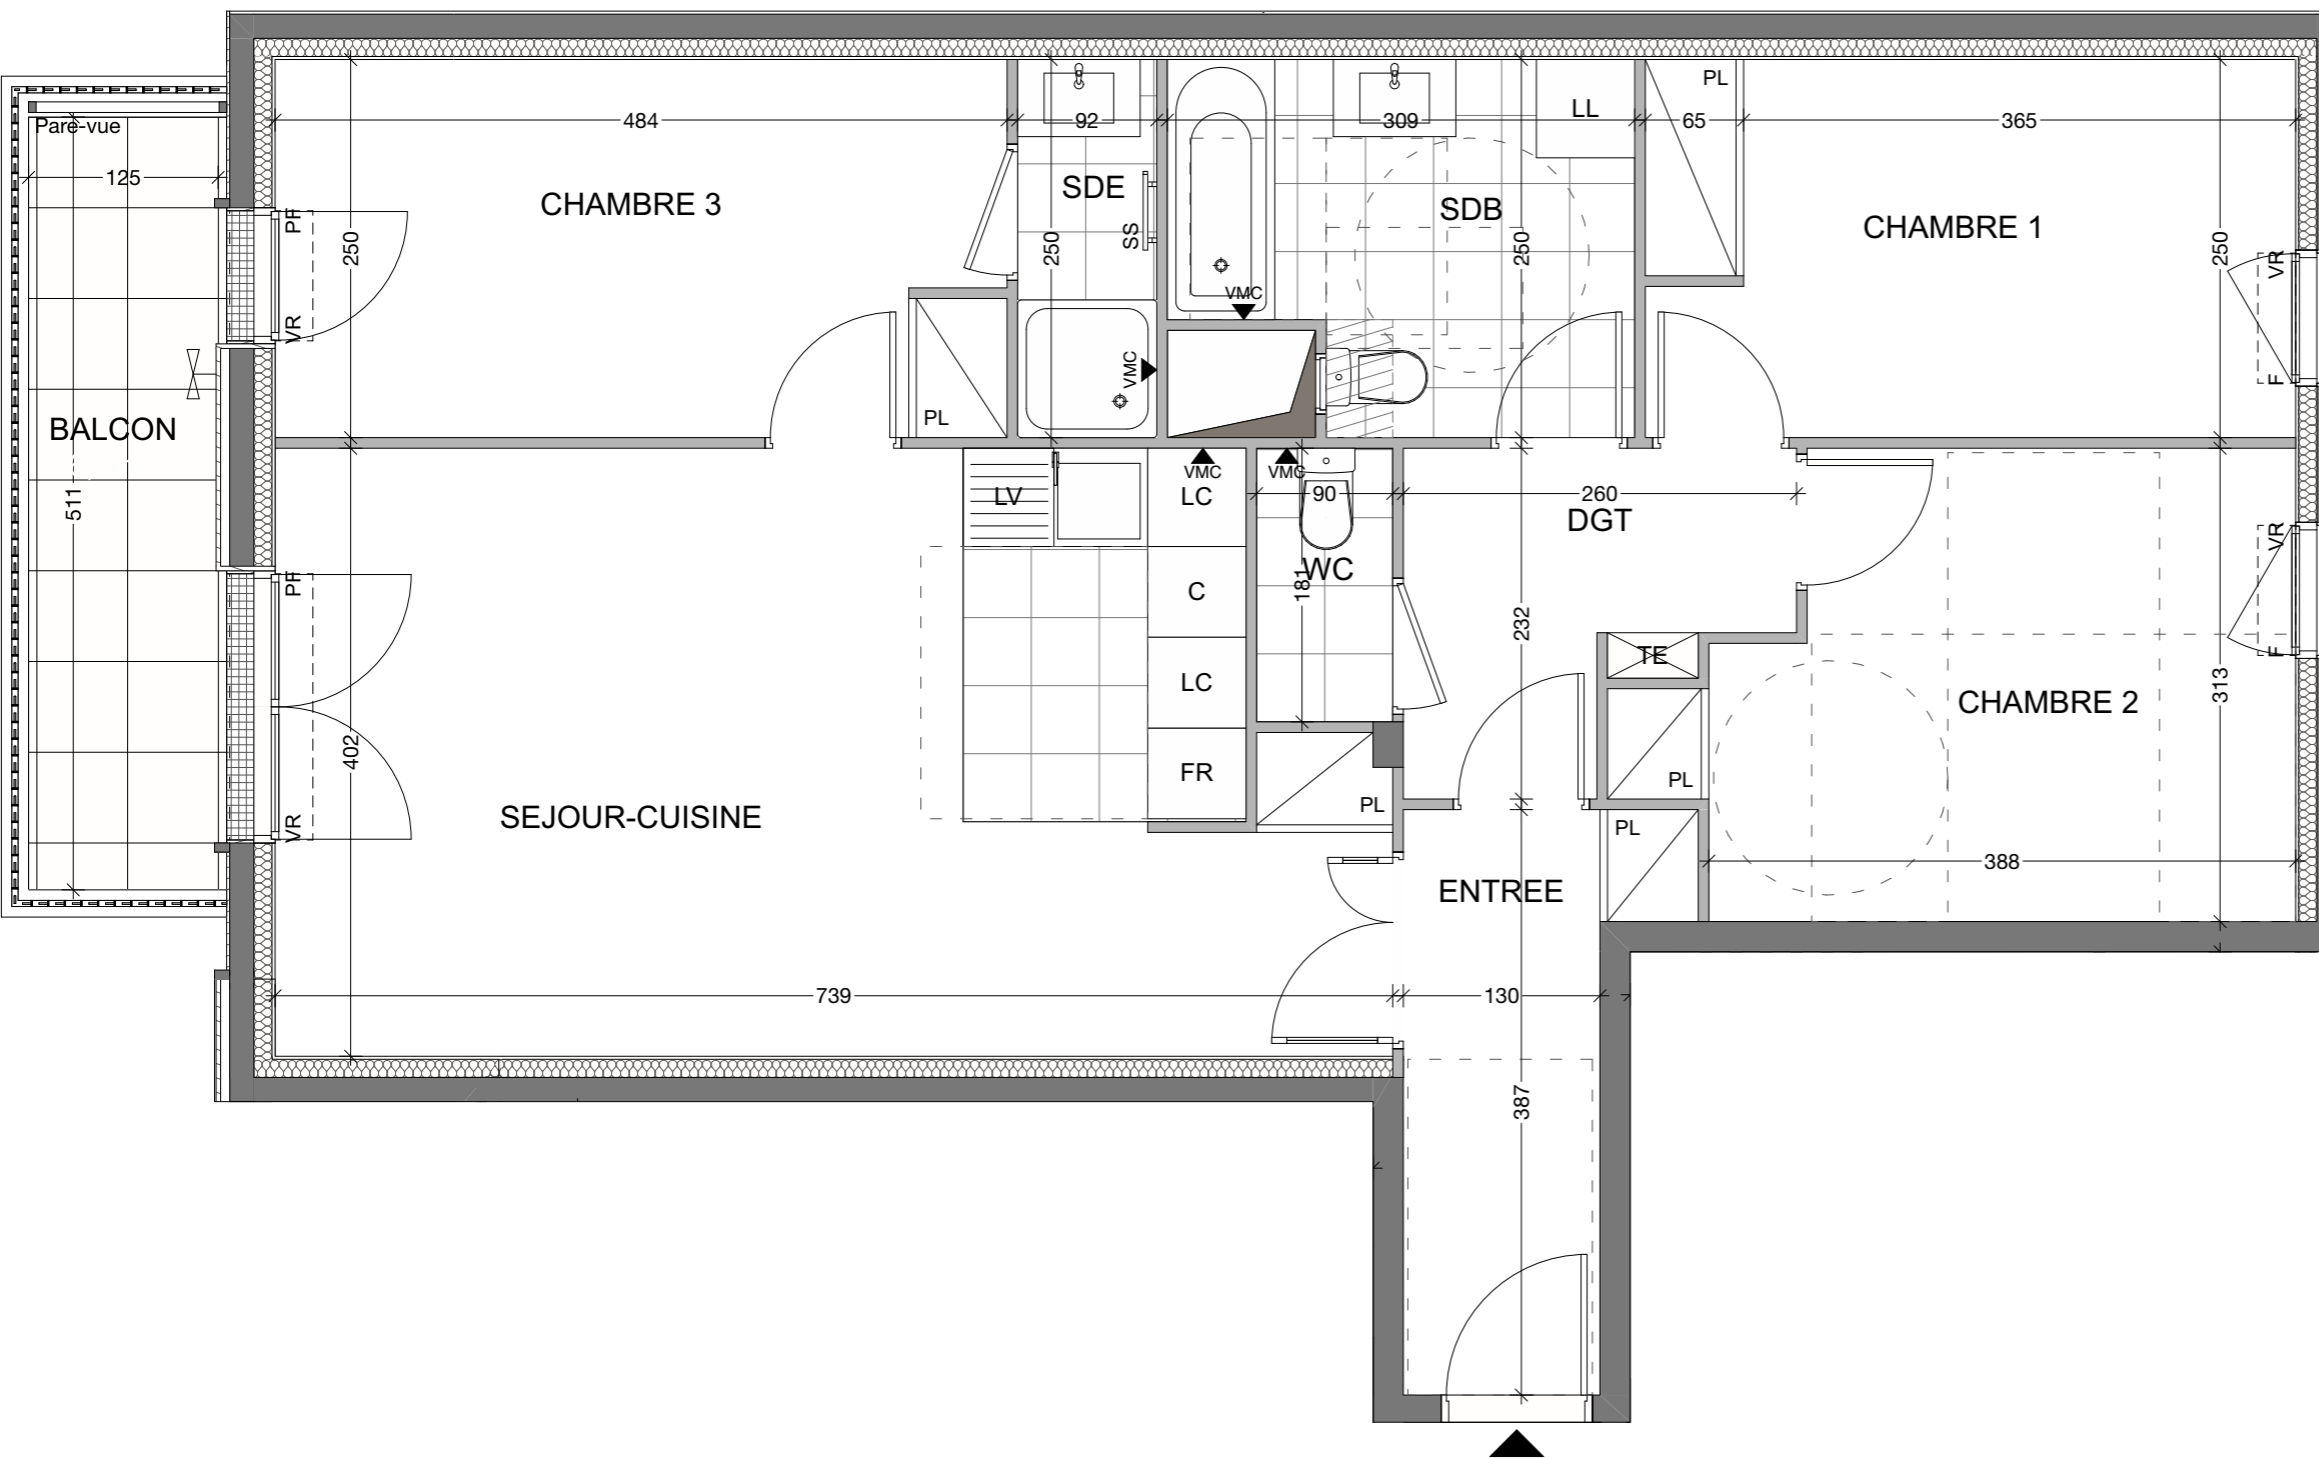 PL
Pare-vue
484
92
309
LL
65
365
125
SDE
CHAMBRE 3
SDB
CHAMBRE 1
SS
PF
250
250
250
250
VR
VR
VMC
VMC
F
PL
BALCON
511
LV
VMC
LC
VMC
90
260
DGT
VR
PF
C
181
WC
232
TE
F
LC
313
CHAMBRE 2
402
FR
PL
PL
SEJOUR-CUISINE
VR
PL
388
ENTREE
739
130
387